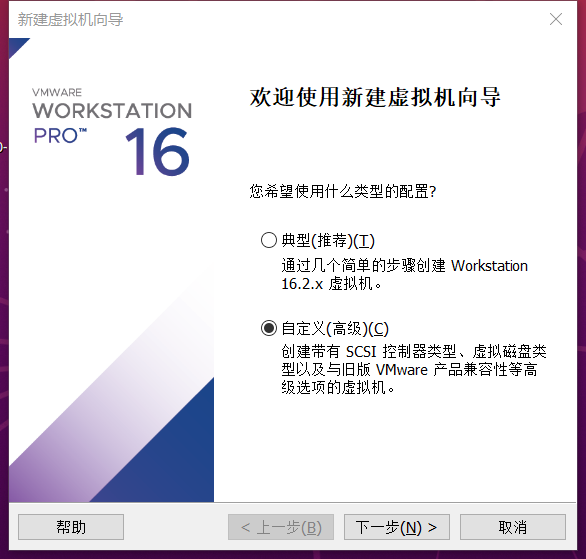 新建虚拟机向导
VMWARE
WORKSTATION
PRO™
16
欢迎使用新建虚拟机向导
您希望使用什么类型的配置?
典型(推荐)(T)
通过几个简单的步骤创建 Workstation
16.2.x 虚拟机。
自定义(高级)(C)
创建带有 SCSI 控制器类型、虚拟磁盘类
型以及与旧版 VMware 产品兼容性等高
级选项的虚拟机。
帮助
< 上一步(B)
下一步(N) >
取消